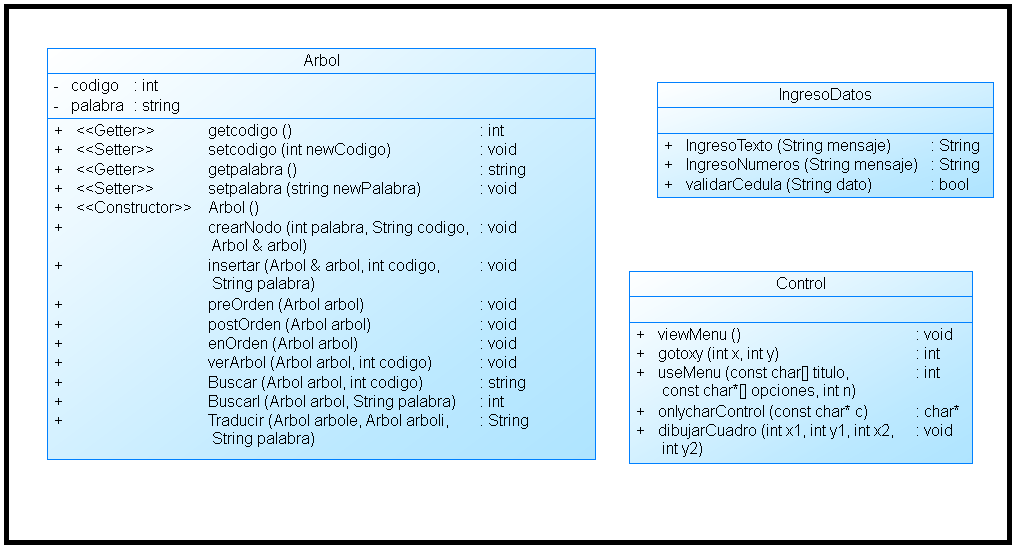 Arbol
- codigo : int
- palabra : string
+ <<Getter>> getcodigo () : int
+ <<Setter>> setcodigo (int newCodigo) : void
+ <<Getter>> getpalabra () : string
+ <<Setter>> setpalabra (string newPalabra) : void
+ <<Constructor>> Arbol ()
+ crearNodo (int palabra, String codigo, : void
Arbol & arbol)
+ insertar (Arbol & arbol, int codigo, : void
String palabra)
+ preOrden (Arbol arbol) : void
+ postOrden (Arbol arbol) : void
+ enOrden (Arbol arbol) : void
+ verArbol (Arbol arbol, int codigo) : void
+ Buscar (Arbol arbol, int codigo) : string
+ BuscarI (Arbol arbol, String palabra) : int
+ Traducir (Arbol arbole, Arbol arboli, : String
String palabra)
IngresoDatos
+ IngresoTexto (String mensaje) : String
+ IngresoNumeros (String mensaje) : String
+ validarCedula (String dato) : bool
Control
+ viewMenu () : void
+ gotoxy (int x, int y) : int
+ useMenu (const char[] titulo, : int
const char*[] opciones, int n)
+ onlycharControl (const char* c) : char*
+ dibujarCuadro (int x1, int y1, int x2, : void
int y2)